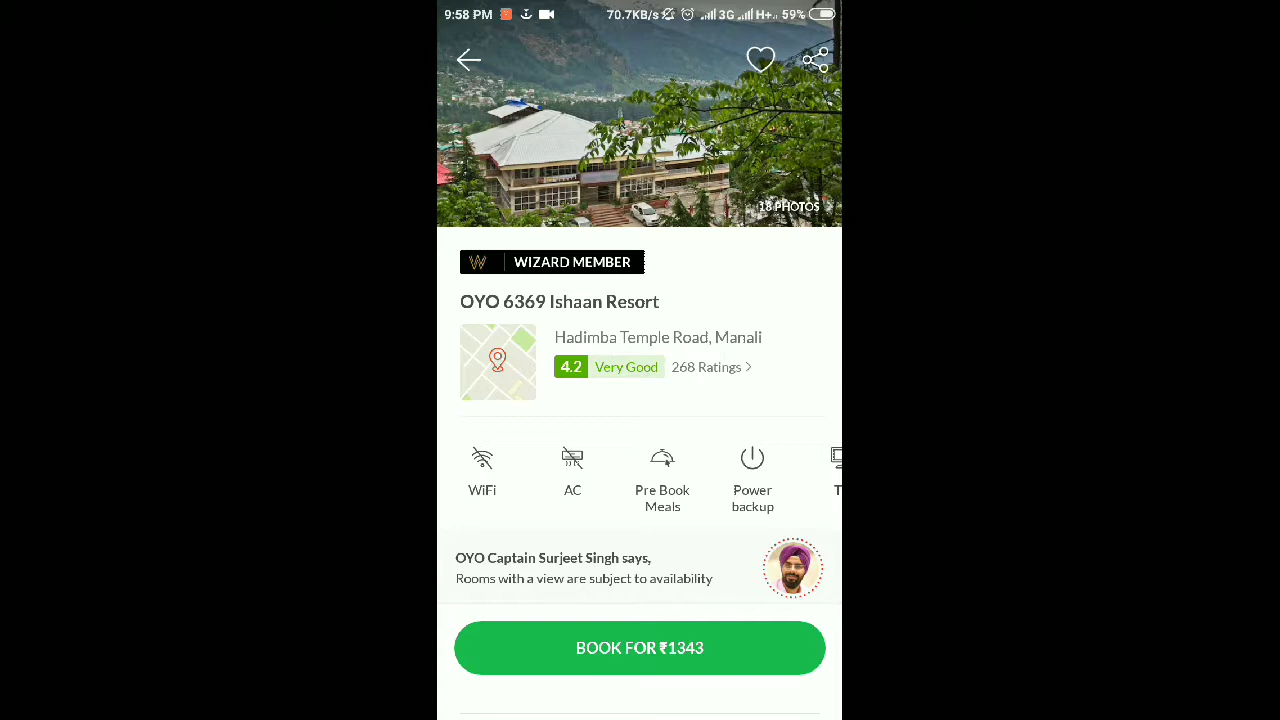 9:58 PM 70.7KB/s 3G H+.. 59%
18 PHOTOS
W WIZARD MEMBER
OYO 6369 Ishaan Resort
Hadimba Temple Road, Manali
4.2 Very Good 268 Ratings
WiFi AC Pre Book Meals Power backup T
OYO Captain Surjeet Singh says,
Rooms with a view are subject to availability
BOOK FOR ₹1343